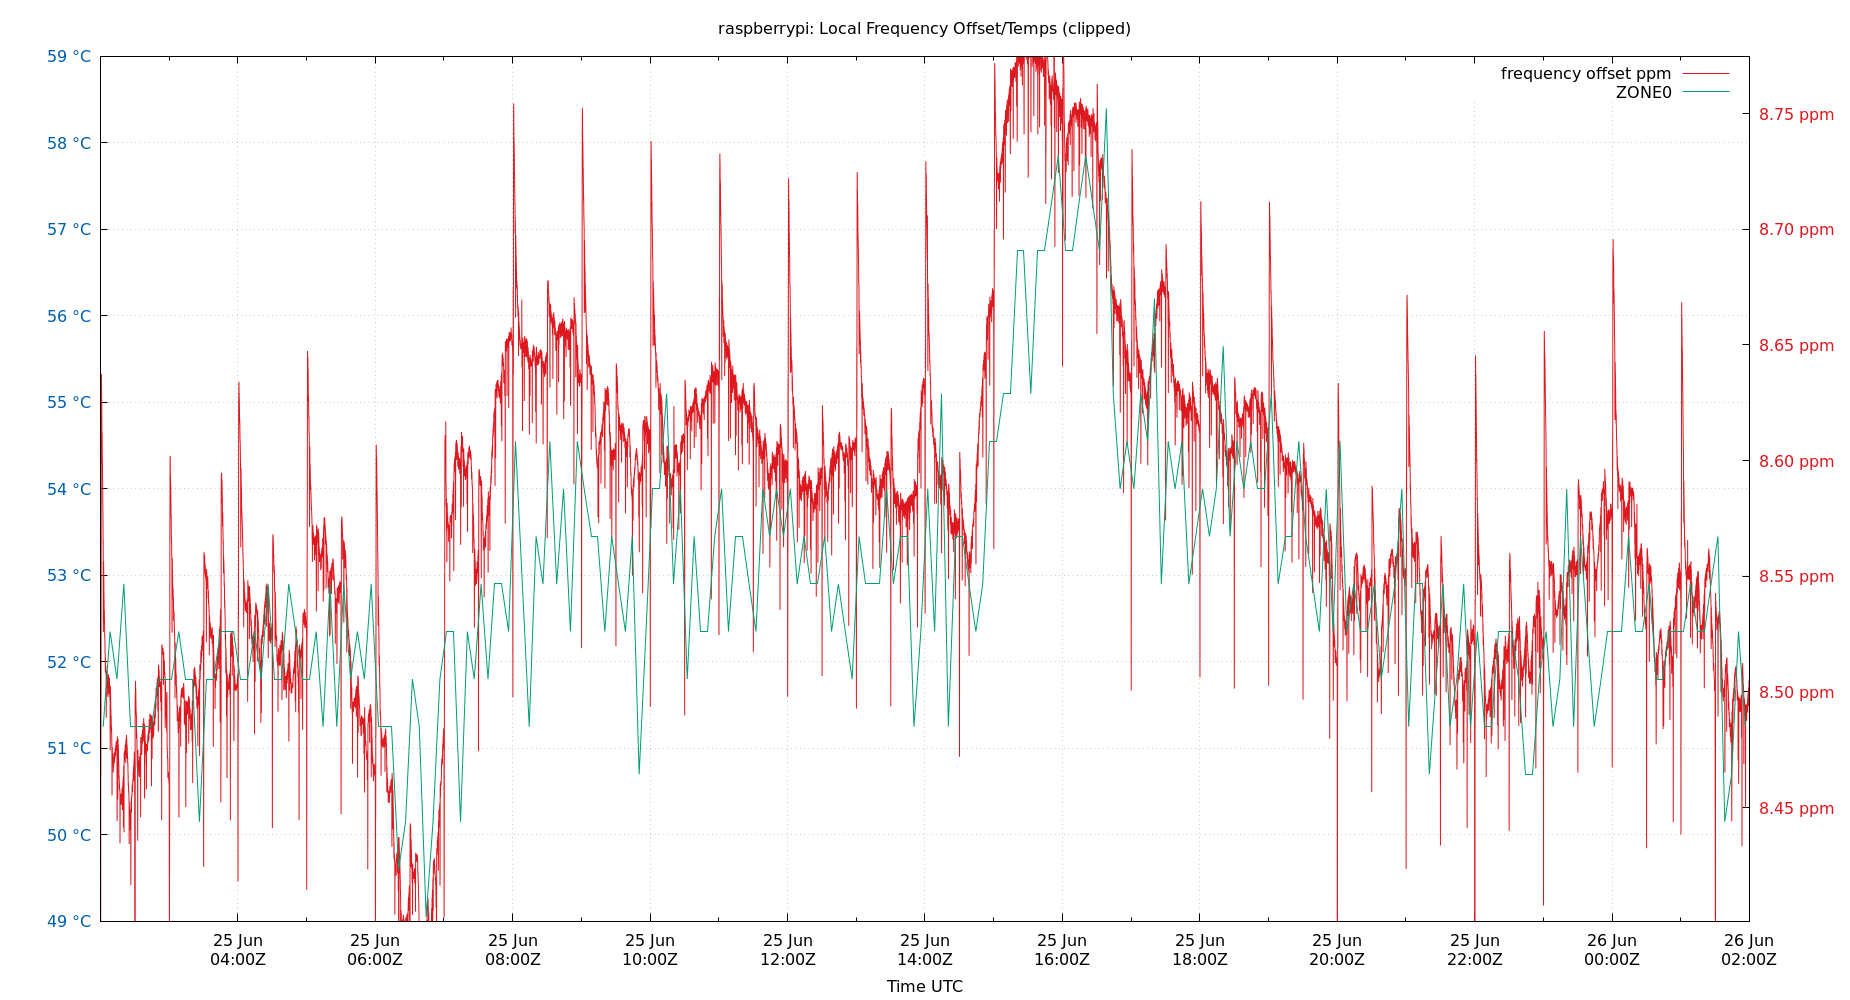 raspberrypi: Local Frequency Offset/Temps (clipped)
frequency offset ppm
ZONE0
59 °C
58 °C
57 °C
56 °C
55 °C
54 °C
53 °C
52 °C
51 °C
50 °C
49 °C
8.75 ppm
8.70 ppm
8.65 ppm
8.60 ppm
8.55 ppm
8.50 ppm
8.45 ppm
25 Jun 25 Jun 25 Jun 25 Jun 25 Jun 25 Jun 25 Jun 25 Jun 25 Jun 25 Jun 26 Jun 26 Jun
04:00Z 06:00Z 08:00Z 10:00Z 12:00Z 14:00Z 16:00Z 18:00Z 20:00Z 22:00Z 00:00Z 02:00Z
Time UTC